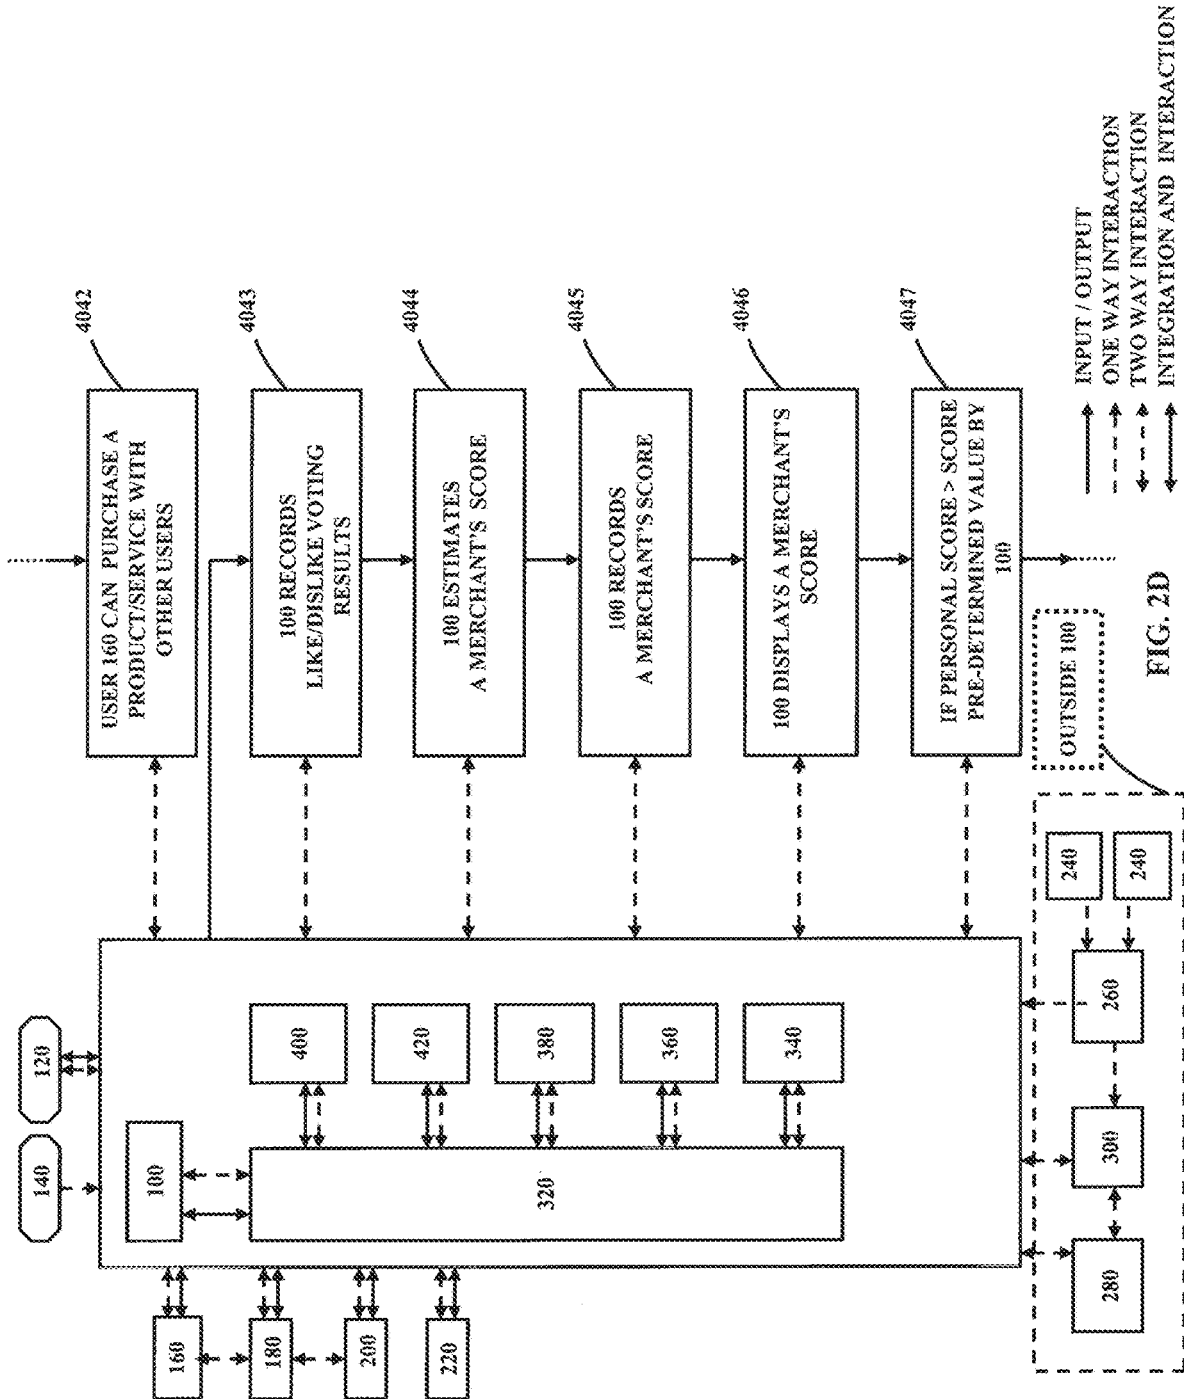 USER 160 CAN PURCHASE A
PRODUCT/SERVICE WITH
OTHER USERS
4042
100 RECORDS
LIKE/DISLIKE VOTING
RESULTS
4043
100 ESTIMATES
A MERCHANT'S SCORE
4044
100 RECORDS
A MERCHANT'S SCORE
4045
100 DISPLAYS A MERCHANT'S
SCORE
4046
IF PERSONAL SCORE > SCORE
PRE-DETERMINED VALUE BY
100
4047
140
120
100
320
400
420
380
360
340
160
180
200
220
280
300
260
240
240
OUTSIDE 100
INPUT / OUTPUT
ONE WAY INTERACTION
TWO WAY INTERACTION
INTEGRATION AND INTERACTION
FIG. 2D